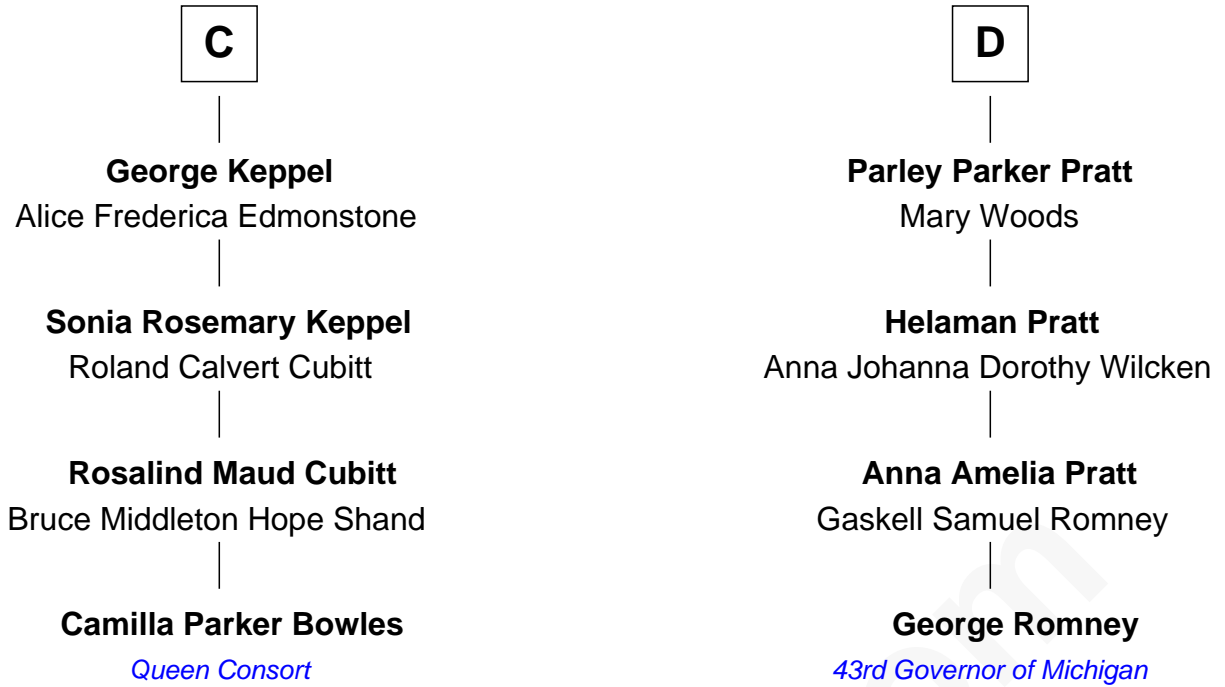 C
George Keppel
Alice Frederica Edmonstone
Sonia Rosemary Keppel
Roland Calvert Cubitt
Rosalind Maud Cubitt
Bruce Middleton Hope Shand
Camilla Parker Bowles
Queen Consort
D
Parley Parker Pratt
Mary Woods
Helaman Pratt
Anna Johanna Dorothy Wilcken
Anna Amelia Pratt
Gaskell Samuel Romney
George Romney
43rd Governor of Michigan